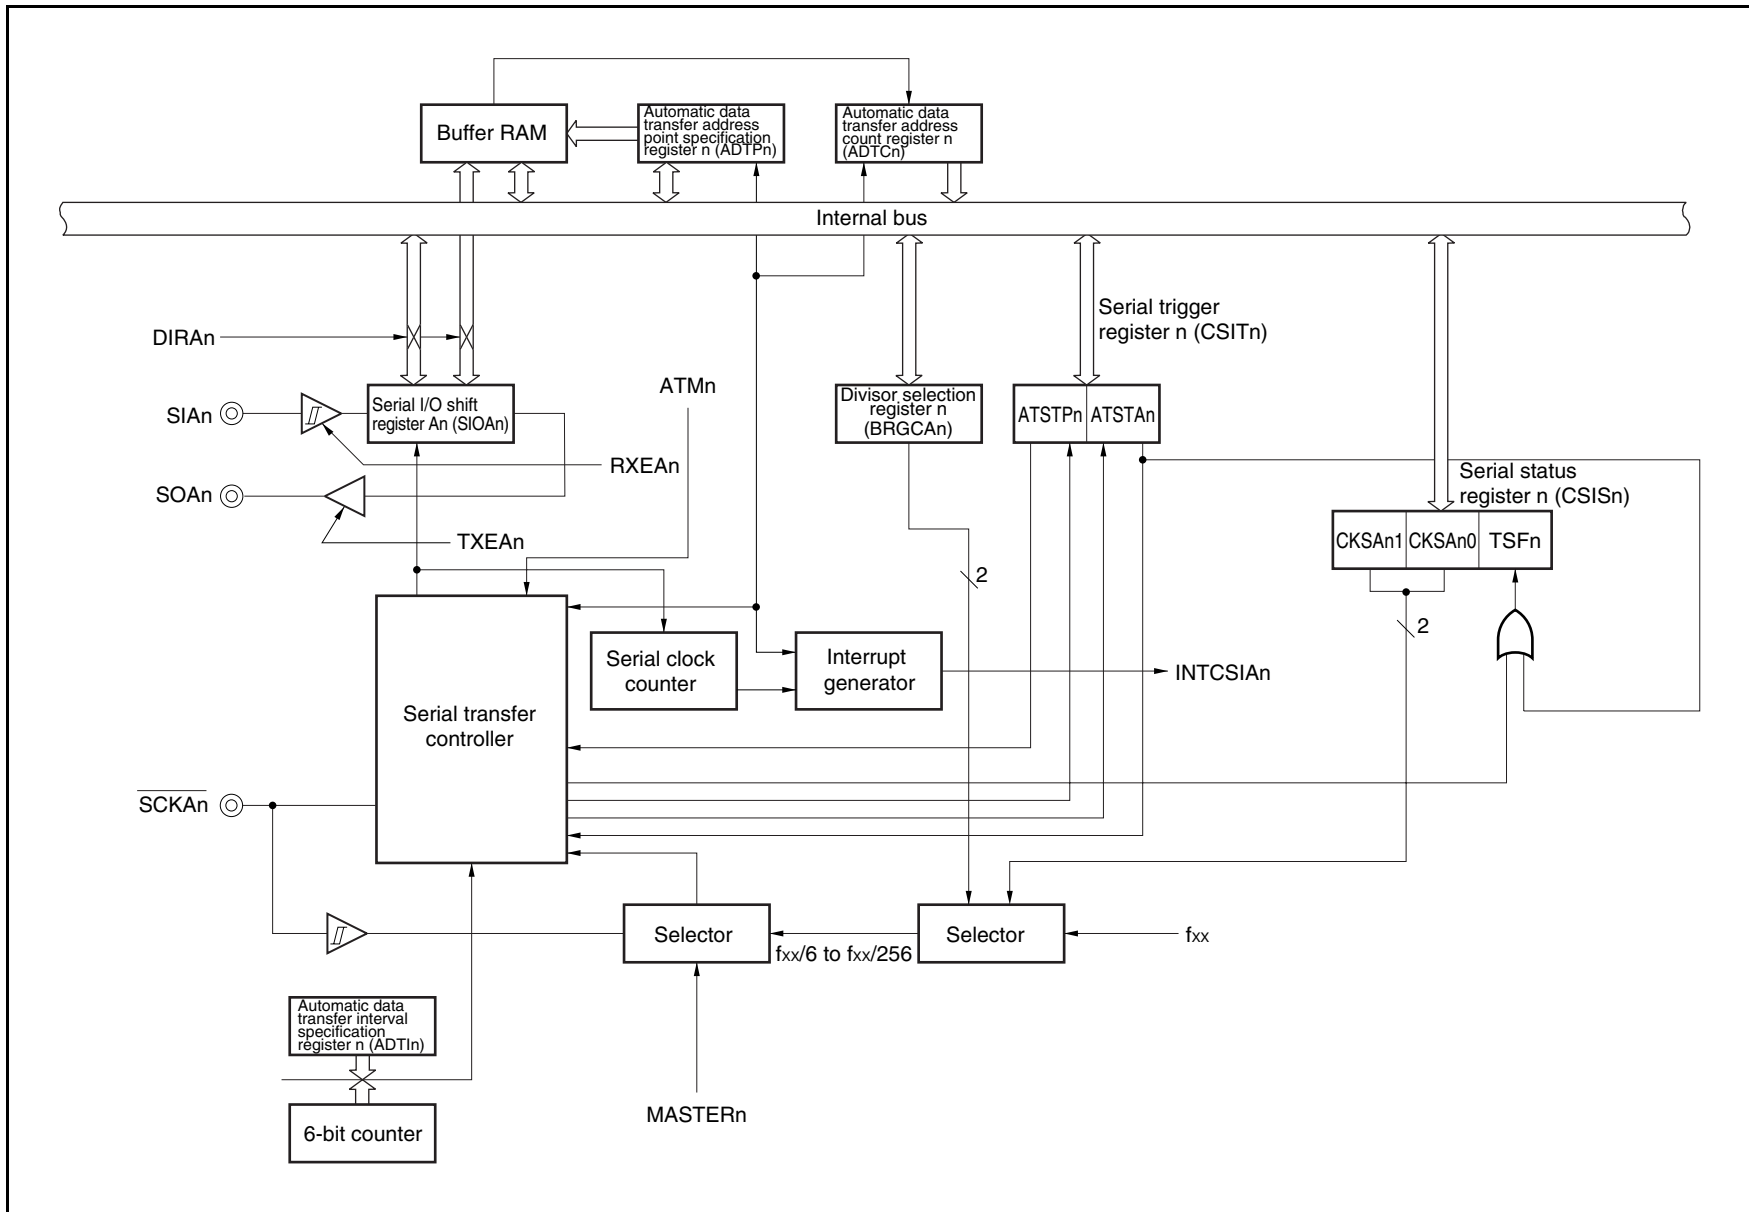 Buffer RAM
Automatic data
transfer address
point specification
register n (ADTPn)
Automatic data
transfer address
count register n
(ADTCn)
Internal bus
DIRAn
Serial trigger
register n (CSITn)
SIAn
Serial I/O shift
register An (SIOAn)
ATMn
Divisor selection
register n
(BRGCAn)
ATSTPn ATSTAn
RXEAn
SOAn
Serial status
register n (CSISn)
TXEAn
CKSAn1 CKSAn0 TSFn
2
2
Serial clock
counter
Interrupt
generator
INTCSIAn
Serial transfer
controller
SCKAn
Selector
fxx/6 to fxx/256
Selector
fxx
Automatic data
transfer interval
specification
register n (ADTIn)
MASTERn
6-bit counter